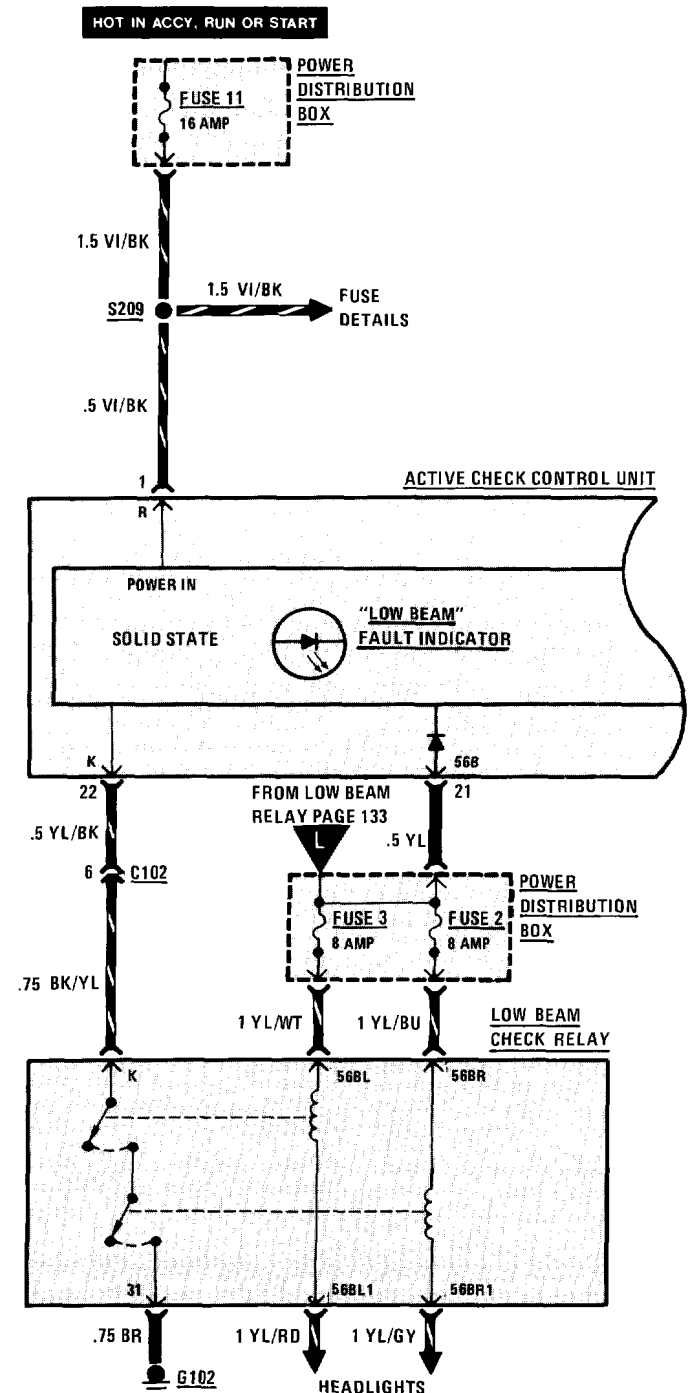 HOT IN ACCY, RUN OR START
POWER
DISTRIBUTION
BOX
FUSE 11
16 AMP
1.5 VI/BK
1.5 VI/BK
S209
FUSE
DETAILS
.5 VI/BK
1
ACTIVE CHECK CONTROL UNIT
R
POWER IN
SOLID STATE
"LOW BEAM"
FAULT INDICATOR
K
56B
22
FROM LOW BEAM
RELAY PAGE 133
21
.5 YL/BK
L
.5 YL
6
C102
POWER
DISTRIBUTION
BOX
FUSE 3
8 AMP
FUSE 2
8 AMP
.75 BK/YL
1 YL/WT
1 YL/BU
LOW BEAM
CHECK RELAY
K
56BL
56BR
31
56BL1
56BR1
.75 BR
1 YL/RD
1 YL/GY
G102
HEADLIGHTS